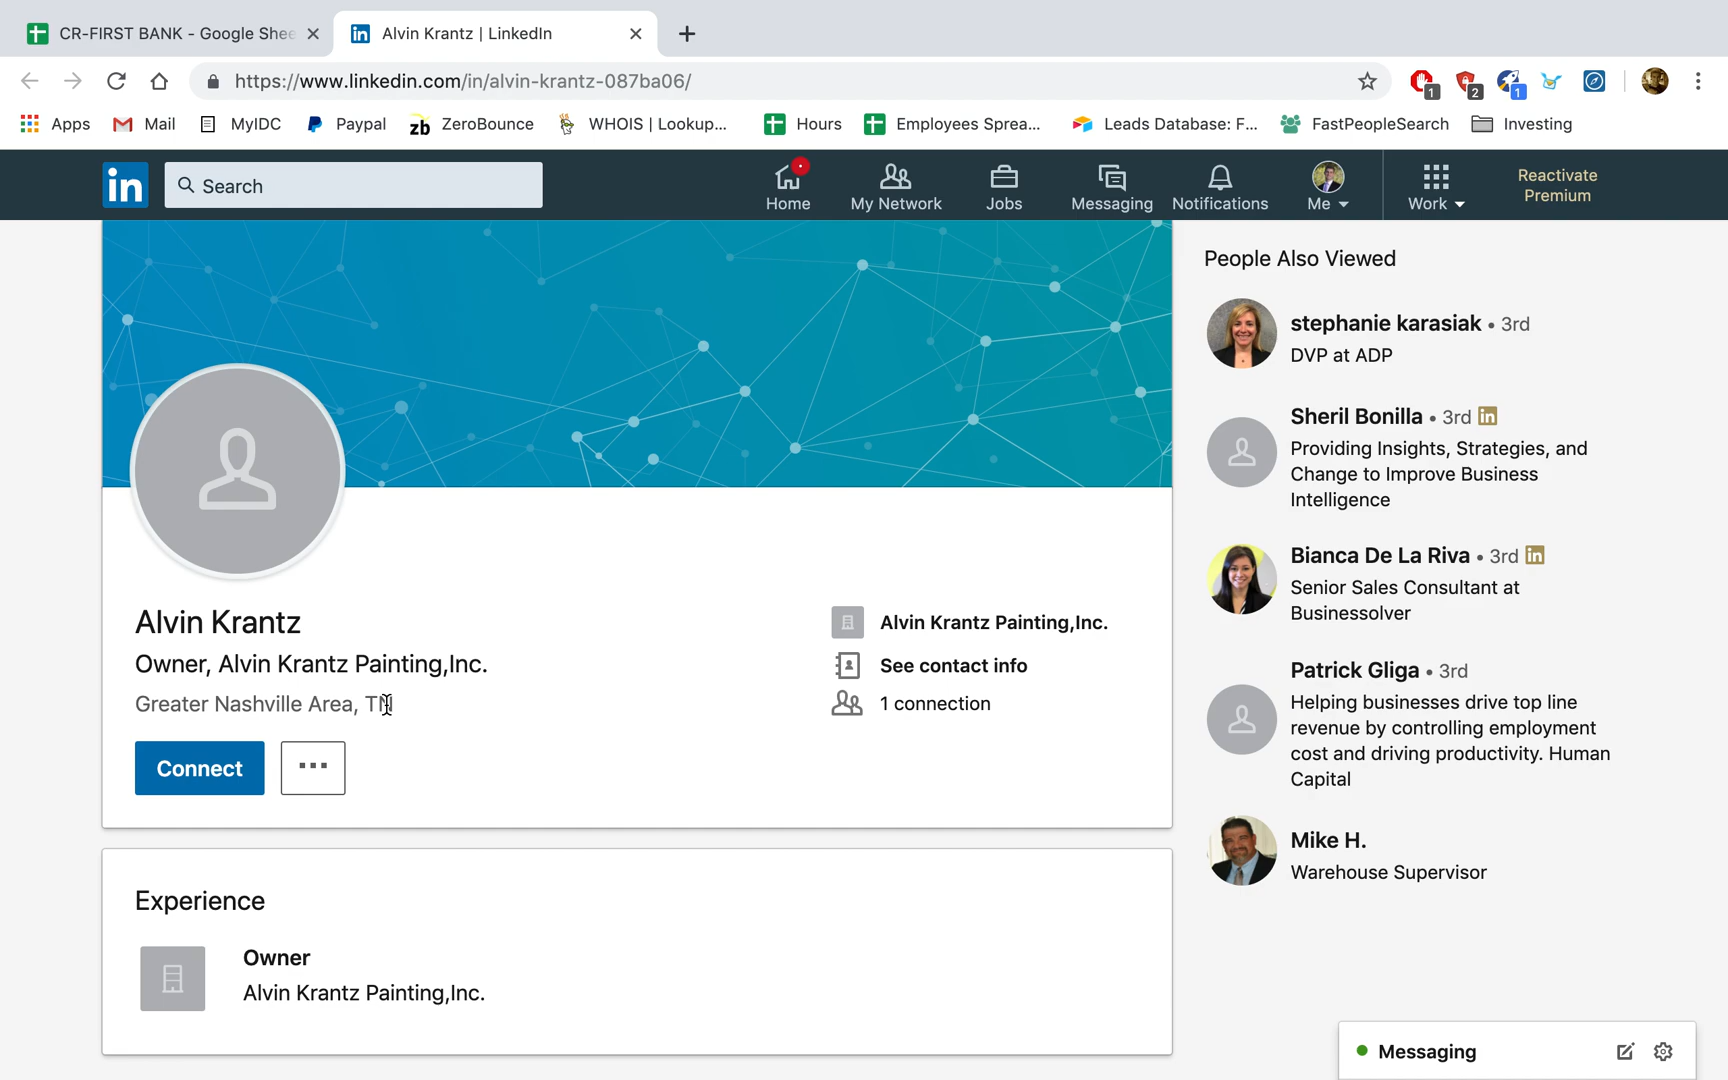 CR-FIRST BANK - Google Shee
Alvin Krantz | LinkedIn
https://www.linkedin.com/in/alvin-krantz-087ba06/
1
2
1
Apps
Mail
MyIDC
Paypal
zb ZeroBounce
WHOIS | Lookup...
Hours
Employees Sprea...
Leads Database: F...
FastPeopleSearch
Investing
in
Search
Home
My Network
Jobs
Messaging
Notifications
Me
Work
Reactivate
Premium
Alvin Krantz
Owner, Alvin Krantz Painting,Inc.
Greater Nashville Area, TN
Connect
Alvin Krantz Painting,Inc.
See contact info
1 connection
Experience
Owner
Alvin Krantz Painting,Inc.
People Also Viewed
stephanie karasiak • 3rd
DVP at ADP
Sheril Bonilla • 3rd in
Providing Insights, Strategies, and
Change to Improve Business
Intelligence
Bianca De La Riva • 3rd in
Senior Sales Consultant at
Businessolver
Patrick Gliga • 3rd
Helping businesses drive top line
revenue by controlling employment
cost and driving productivity. Human
Capital
Mike H.
Warehouse Supervisor
Messaging